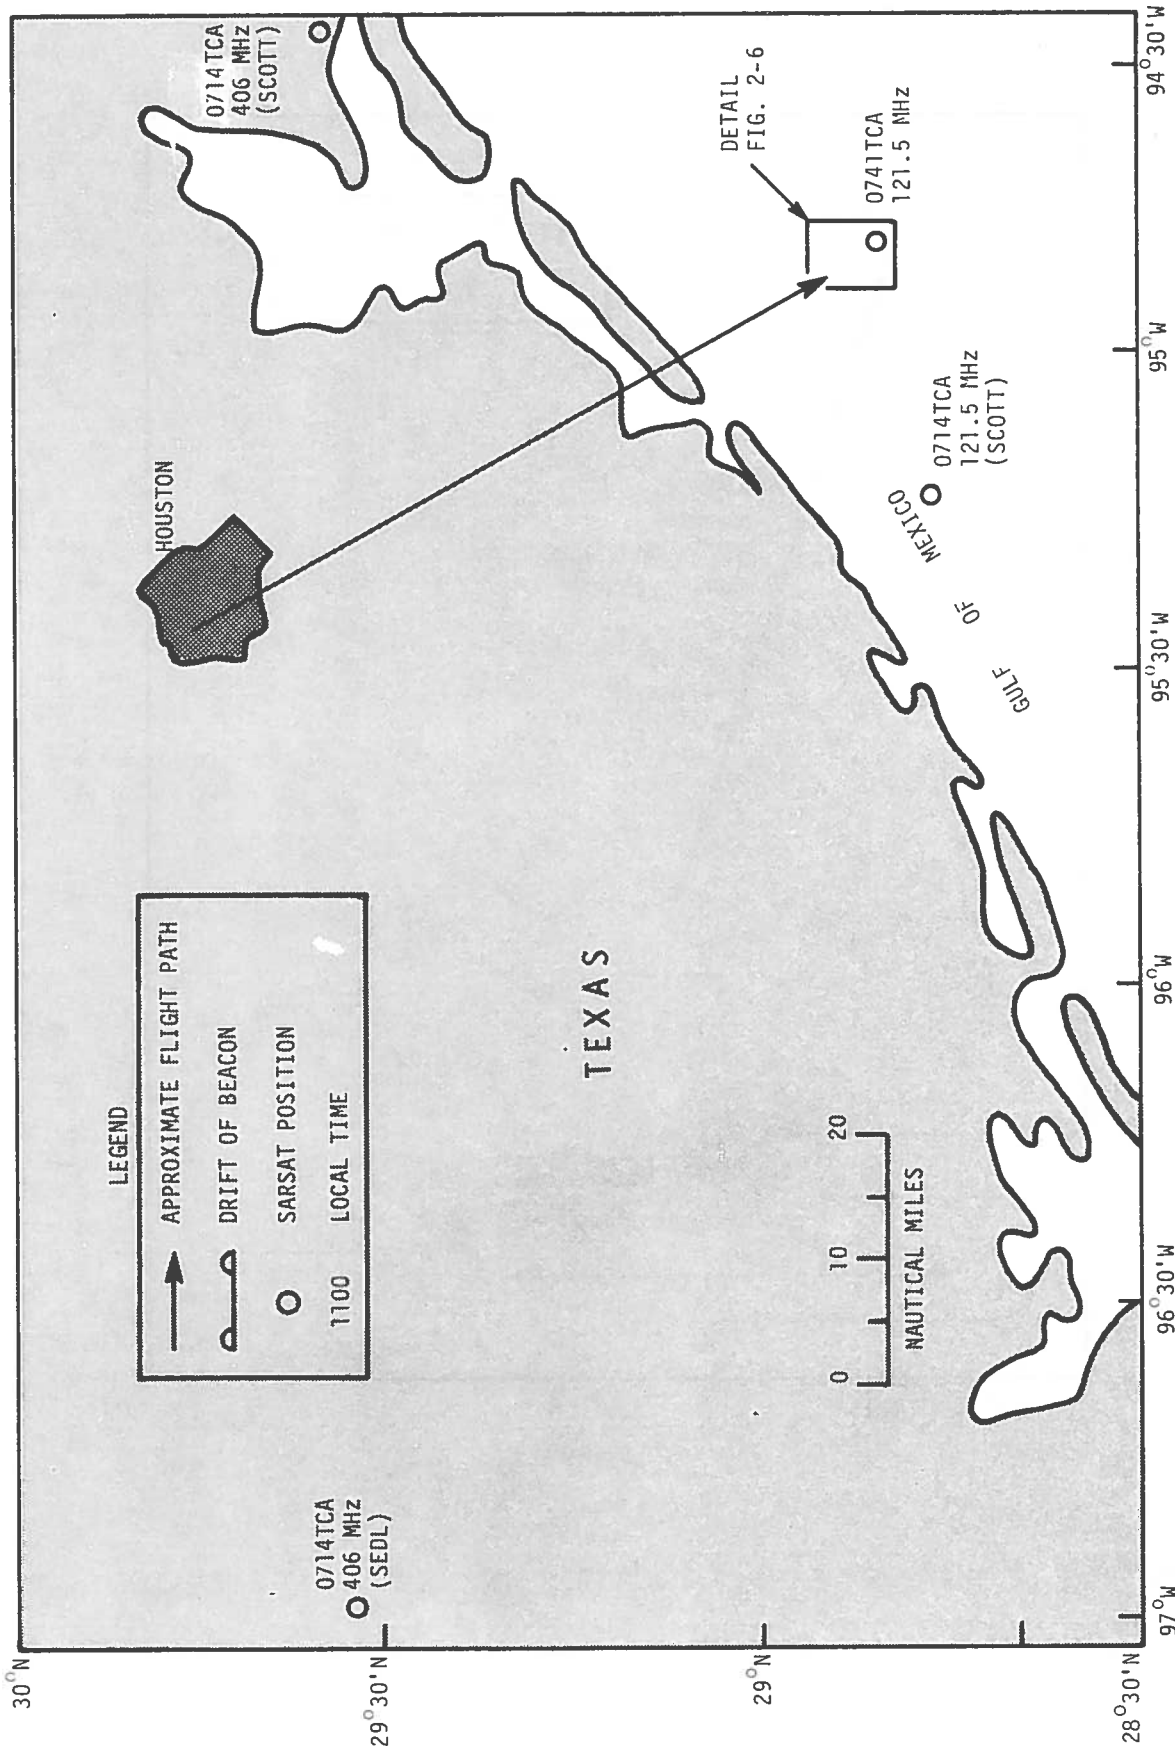 LEGEND
APPROXIMATE FLIGHT PATH
DRIFT OF BEACON
SARSAT POSITION
1100 LOCAL TIME
HOUSTON
TEXAS
0714TCA
406 MHz
(SCOTT)
0714TCA
406 MHz
(SEDL)
DETAIL
FIG. 2-6
0741TCA
121.5 MHz
0714TCA
121.5 MHz
(SCOTT)
GULF OF MEXICO
0 10 20
NAUTICAL MILES
30°N
29°30'N
29°N
28°30'N
97°W
96°30'W
96°W
95°30'W
95°W
94°30'W